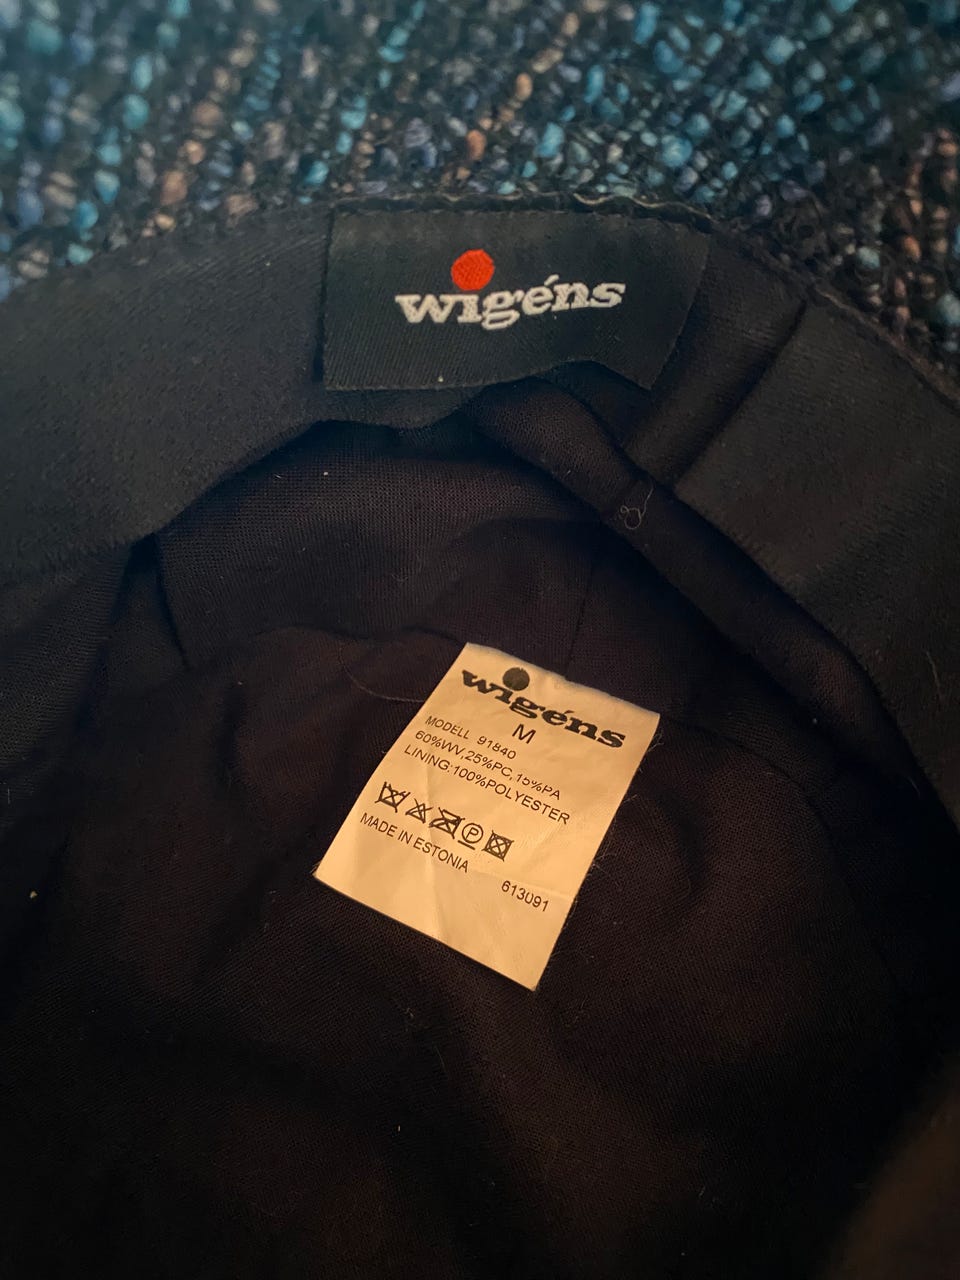 wigéns
wigéns
M
MODELL 91840
60%WV,25%PC,15%PA
LINING:100%POLYESTER
P
MADE IN ESTONIA
613091